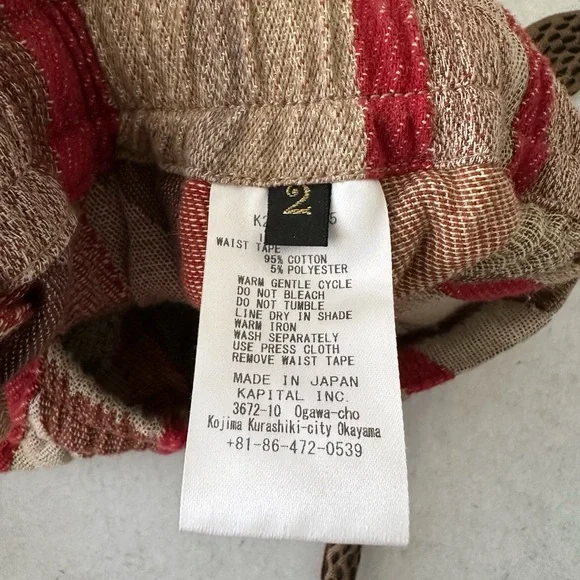 2
K2 5
WAIST TAPE
95% COTTON
5% POLYESTER
WARM GENTLE CYCLE
DO NOT BLEACH
DO NOT TUMBLE
LINE DRY IN SHADE
WARM IRON
WASH SEPARATELY
USE PRESS CLOTH
REMOVE WAIST TAPE
MADE IN JAPAN
KAPITAL INC.
3672-10 Ogawa-cho
Kojima Kurashiki-city Okayama
+81-86-472-0539